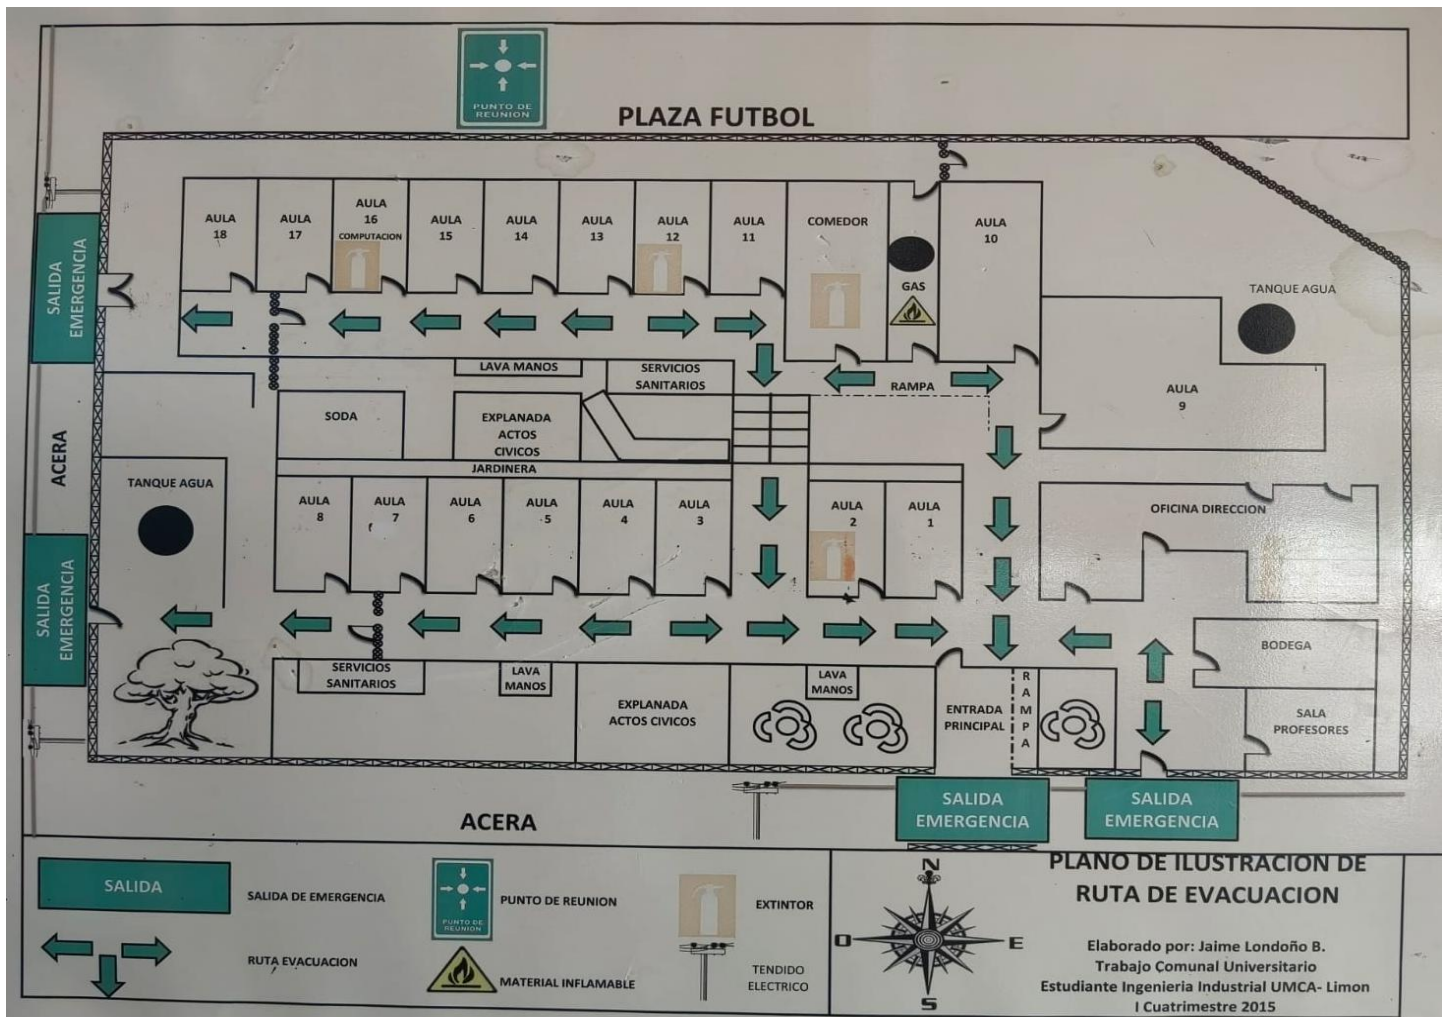 PUNTO DE
REUNION
PLAZA FUTBOL
SALIDA
EMERGENCIA
AULA
18
AULA
17
AULA
16
COMPUTACION
AULA
15
AULA
14
AULA
13
AULA
12
AULA
11
COMEDOR
GAS
AULA
10
TANQUE AGUA
LAVA MANOS
SERVICIOS
SANITARIOS
RAMPA
AULA
9
SODA
EXPLANADA
ACTOS
CIVICOS
JARDINERA
ACERA
TANQUE AGUA
AULA
8
AULA
7
AULA
6
AULA
5
AULA
4
AULA
3
AULA
2
AULA
1
OFICINA DIRECCION
SALIDA
EMERGENCIA
SERVICIOS
SANITARIOS
LAVA
MANOS
EXPLANADA
ACTOS CIVICOS
LAVA
MANOS
ENTRADA
PRINCIPAL
RAMPA
BODEGA
SALA
PROFESORES
SALIDA
EMERGENCIA
SALIDA
EMERGENCIA
ACERA
SALIDA
SALIDA DE EMERGENCIA
PUNTO DE
REUNION
PUNTO DE REUNION
EXTINTOR
RUTA EVACUACION
MATERIAL INFLAMABLE
TENDIDO
ELECTRICO
N
O
E
S
PLANO DE ILUSTRACION DE
RUTA DE EVACUACION
Elaborado por: Jaime Londoño B.
Trabajo Comunal Universitario
Estudiante Ingenieria Industrial UMCA- Limon
I Cuatrimestre 2015